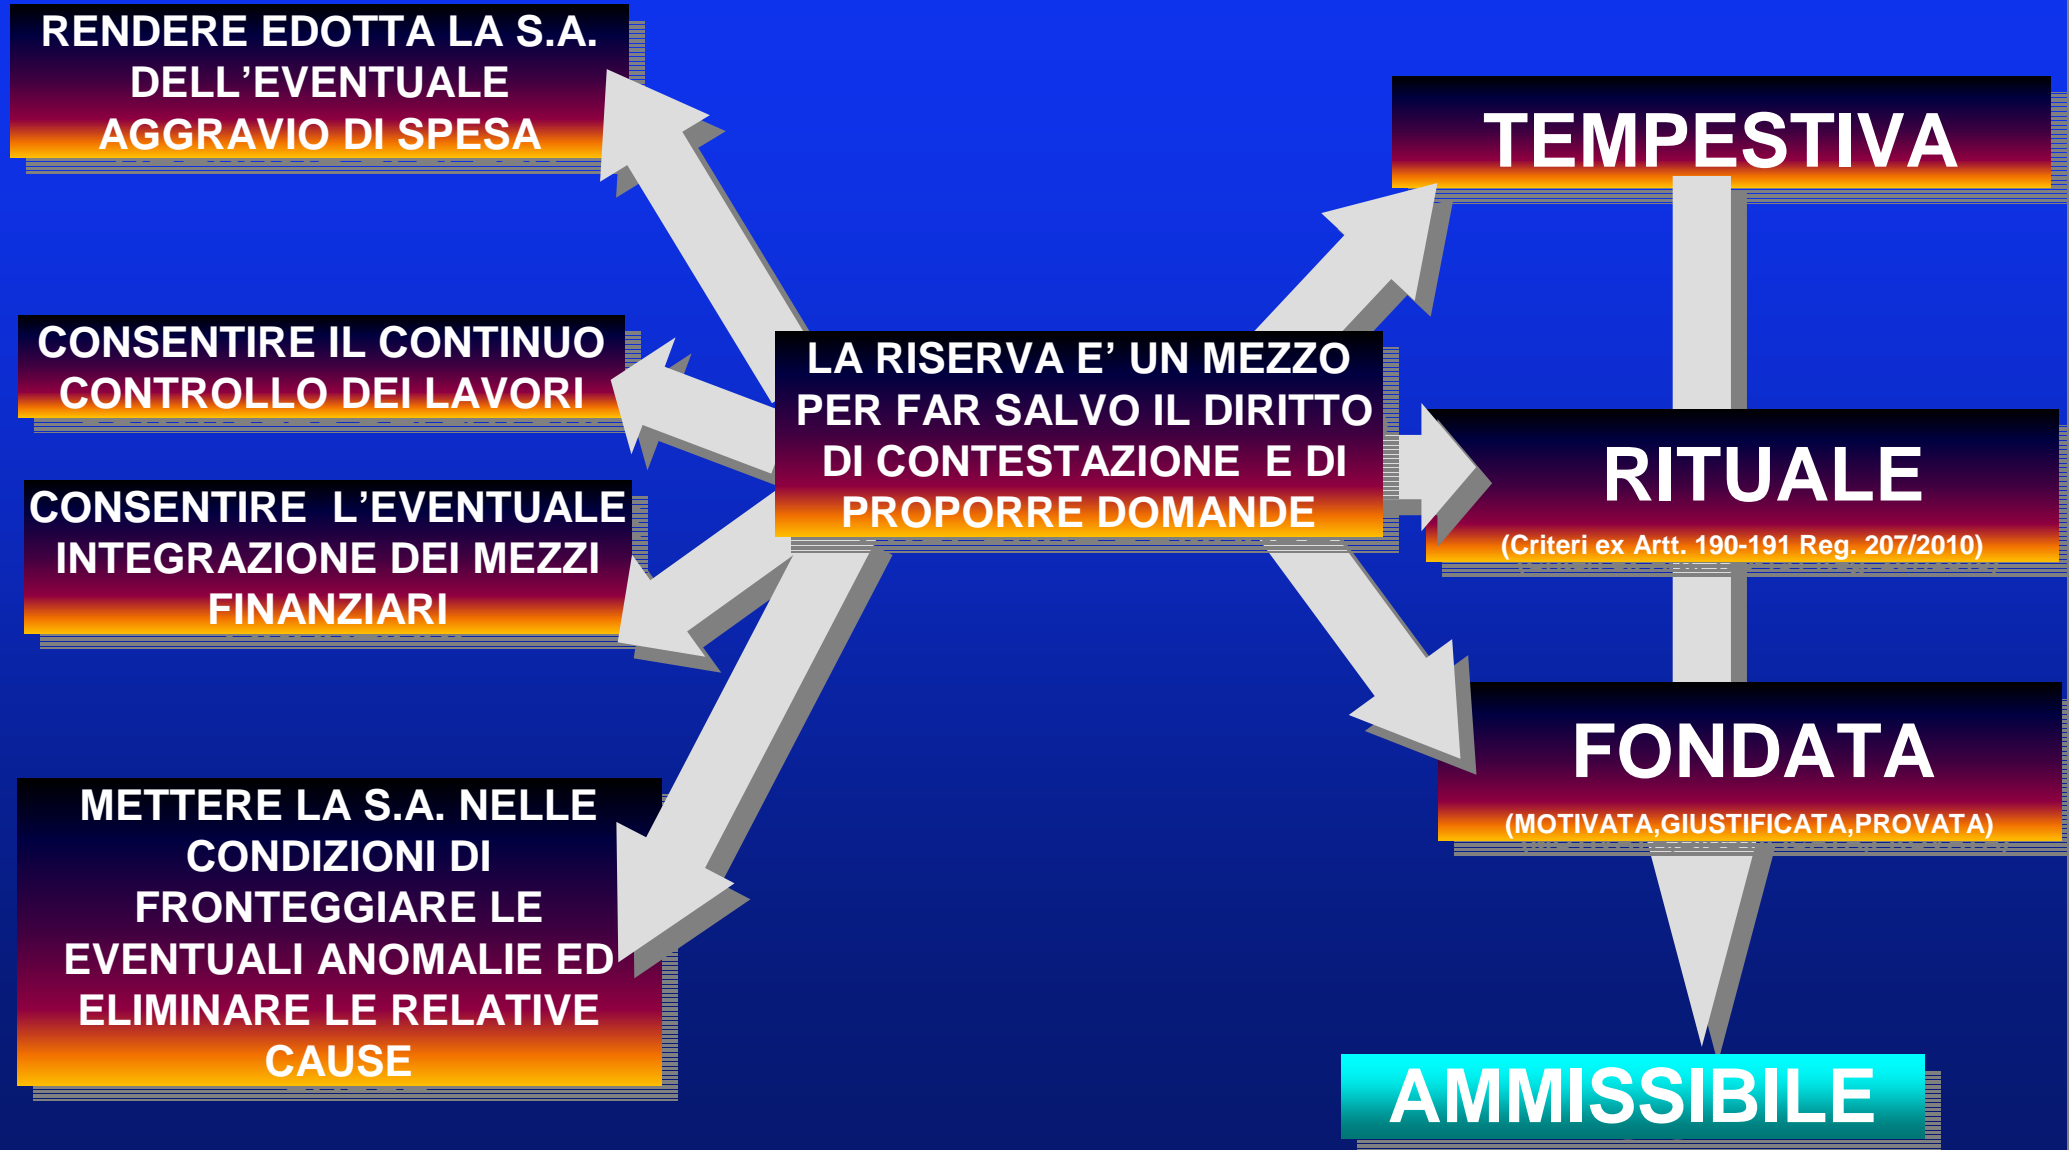 RENDERE EDOTTA LA S.A.
DELL’EVENTUALE
AGGRAVIO DI SPESA
CONSENTIRE IL CONTINUO
CONTROLLO DEI LAVORI
CONSENTIRE L’EVENTUALE
INTEGRAZIONE DEI MEZZI
FINANZIARI
METTERE LA S.A. NELLE
CONDIZIONI DI
FRONTEGGIARE LE
EVENTUALI ANOMALIE ED
ELIMINARE LE RELATIVE
CAUSE
LA RISERVA E’ UN MEZZO
PER FAR SALVO IL DIRITTO
DI CONTESTAZIONE E DI
PROPORRE DOMANDE
TEMPESTIVA
RITUALE
(Criteri ex Artt. 190-191 Reg. 207/2010)
FONDATA
(MOTIVATA,GIUSTIFICATA,PROVATA)
AMMISSIBILE